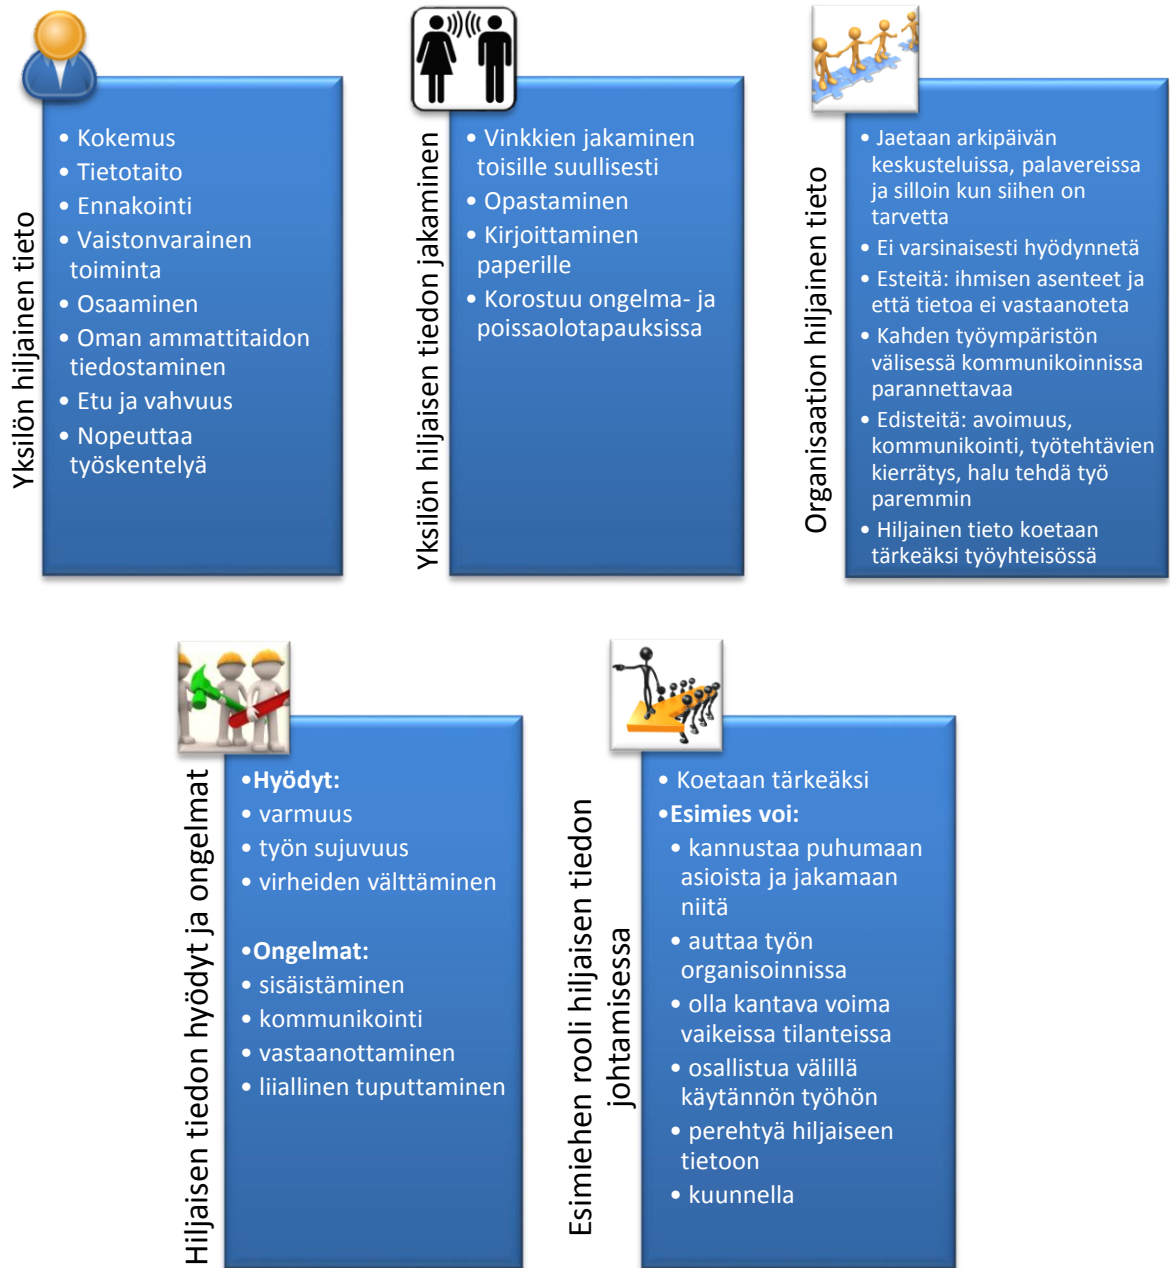 Yksilön hiljainen tieto
• Kokemus
• Tietotaito
• Ennakointi
• Vaistonvarainen
toiminta
• Osaaminen
• Oman ammattitaidon
tiedostaminen
• Etu ja vahvuus
• Nopeuttaa
työskentelyä
Yksilön hiljaisen tiedon jakaminen
• Vinkkien jakaminen
toisille suullisesti
• Opastaminen
• Kirjoittaminen
paperille
• Korostuu ongelma- ja
poissaolotapauksissa
Organisaation hiljainen tieto
• Jaetaan arkipäivän
keskusteluissa, palavereissa
ja silloin kun siihen on
tarvetta
• Ei varsinaisesti hyödynnetä
• Esteitä: ihmisen asenteet ja
että tietoa ei vastaanoteta
• Kahden työympäristön
välisessä kommunikoinnissa
parannettavaa
• Edisteitä: avoimuus,
kommunikointi, työtehtävien
kierrätys, halu tehdä työ
paremmin
• Hiljainen tieto koetaan
tärkeäksi työyhteisössä
Hiljaisen tiedon hyödyt ja ongelmat
•Hyödyt:
• varmuus
• työn sujuvuus
• virheiden välttäminen
•Ongelmat:
• sisäistäminen
• kommunikointi
• vastaanottaminen
• liiallinen tuputtaminen
Esimiehen rooli hiljaisen tiedon
johtamisessa
• Koetaan tärkeäksi
•Esimies voi:
• kannustaa puhumaan
asioista ja jakamaan
niitä
• auttaa työn
organisoinnissa
• olla kantava voima
vaikeissa tilanteissa
• osallistua välillä
käytännön työhön
• perehtyä hiljaiseen
tietoon
• kuunnella